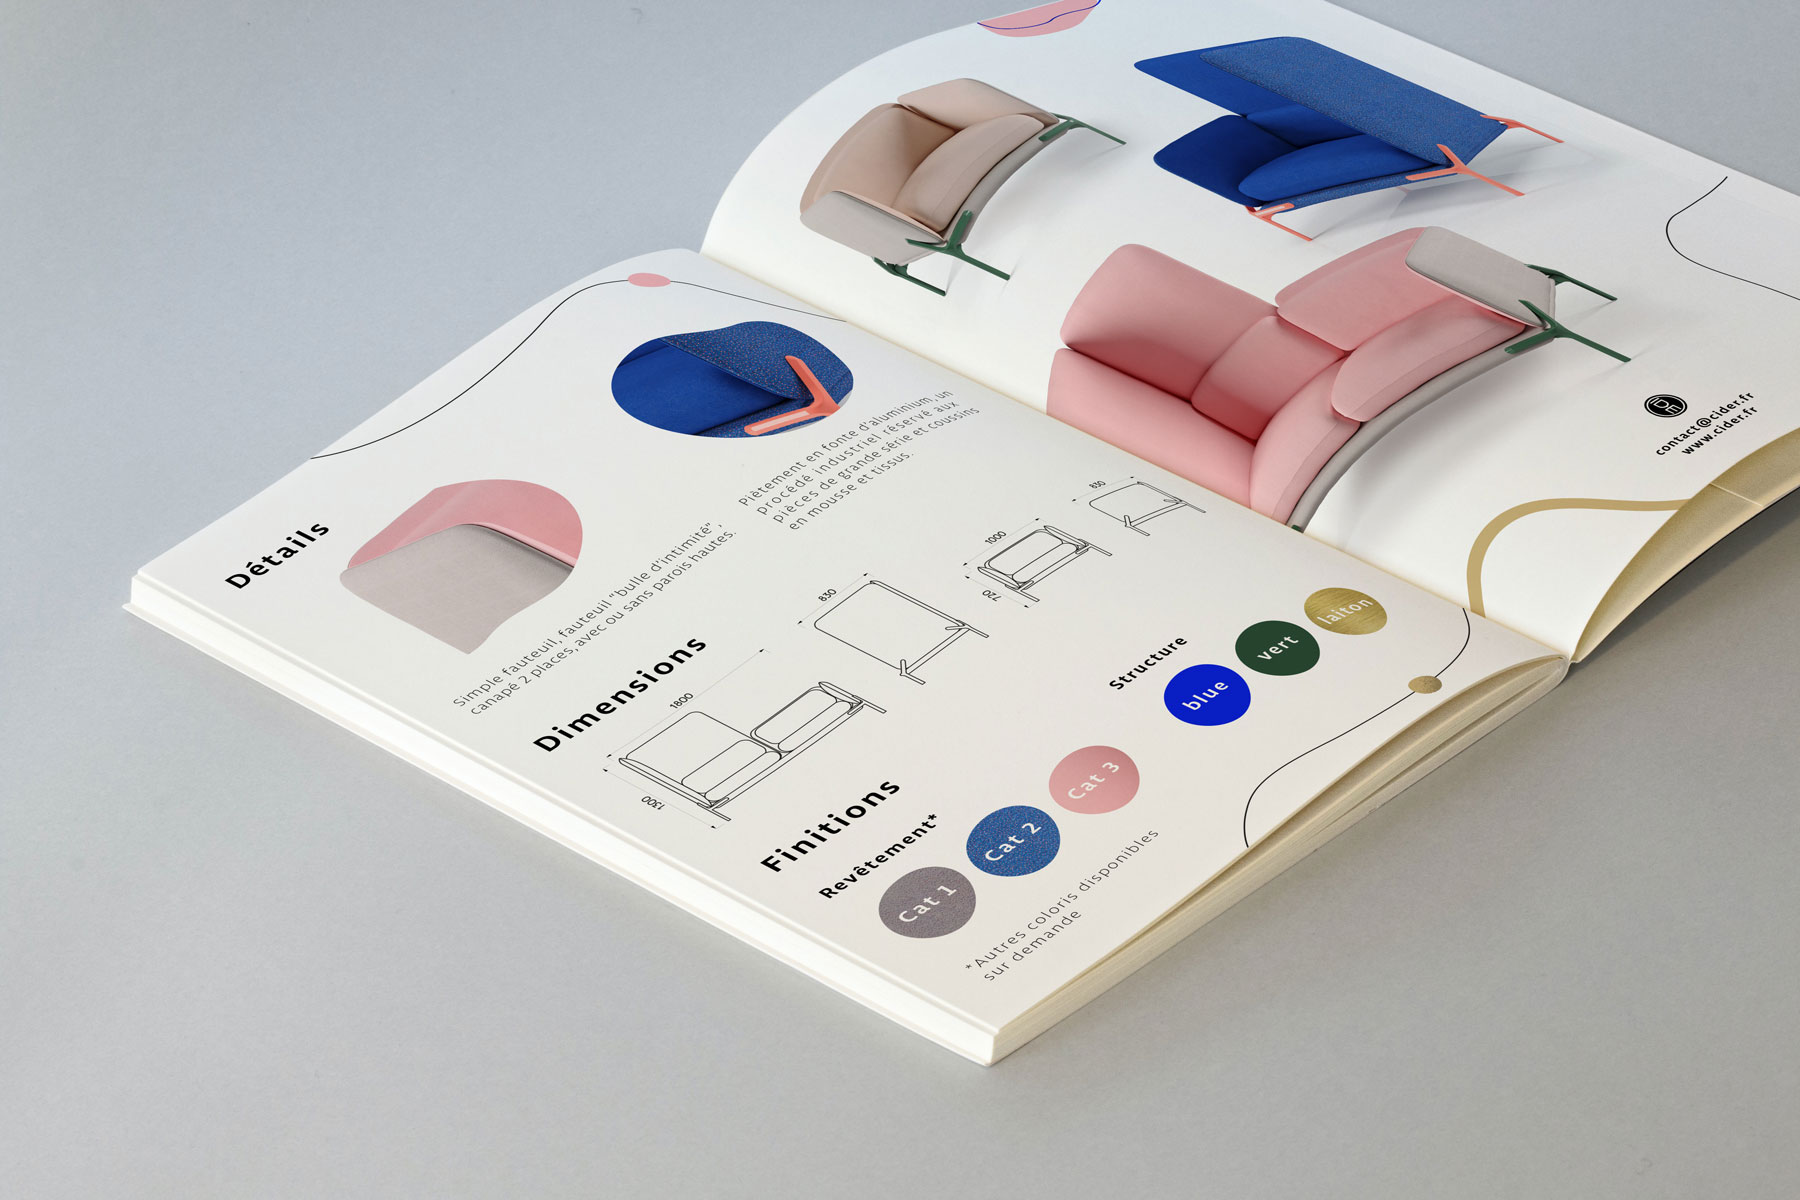 Détails
Simple fauteuil, fauteuil "bulle d'intimité",
canapé 2 places, avec ou sans parois hautes.
Piètement en fonte d'aluminium, un
procédé industriel réservé aux
pièces de grande série et coussins
en mousse et tissus.
Dimensions
1800
1300
830
1000
720
830
Finitions
Revêtement*
Cat 1
Cat 2
Cat 3
Structure
blue
vert
laiton
*Autres coloris disponibles
sur demande
contact@cider.fr
www.cider.fr